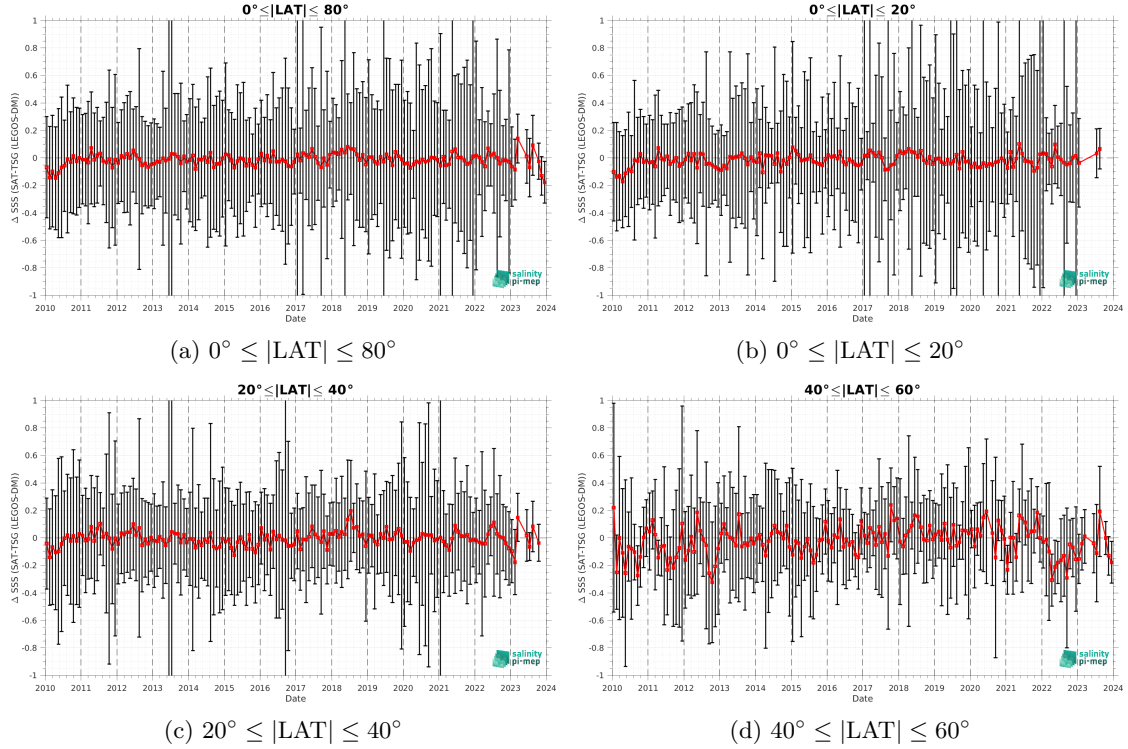 0°≤|LAT|≤ 80°
Δ SSS (SAT-TSG (LEGOS-DM))
1
0.8
0.6
0.4
0.2
0
-0.2
-0.4
-0.6
-0.8
-1
2010 2011 2012 2013 2014 2015 2016 2017 2018 2019 2020 2021 2022 2023 2024
Date
salinity
pi-mep
(a) 0° ≤ |LAT| ≤ 80°
0°≤|LAT|≤ 20°
Δ SSS (SAT-TSG (LEGOS-DM))
1
0.8
0.6
0.4
0.2
0
-0.2
-0.4
-0.6
-0.8
-1
2010 2011 2012 2013 2014 2015 2016 2017 2018 2019 2020 2021 2022 2023 2024
Date
salinity
pi-mep
(b) 0° ≤ |LAT| ≤ 20°
20°≤|LAT|≤ 40°
Δ SSS (SAT-TSG (LEGOS-DM))
1
0.8
0.6
0.4
0.2
0
-0.2
-0.4
-0.6
-0.8
-1
2010 2011 2012 2013 2014 2015 2016 2017 2018 2019 2020 2021 2022 2023 2024
Date
salinity
pi-mep
(c) 20° ≤ |LAT| ≤ 40°
40°≤|LAT|≤ 60°
Δ SSS (SAT-TSG (LEGOS-DM))
1
0.8
0.6
0.4
0.2
0
-0.2
-0.4
-0.6
-0.8
-1
2010 2011 2012 2013 2014 2015 2016 2017 2018 2019 2020 2021 2022 2023 2024
Date
salinity
pi-mep
(d) 40° ≤ |LAT| ≤ 60°